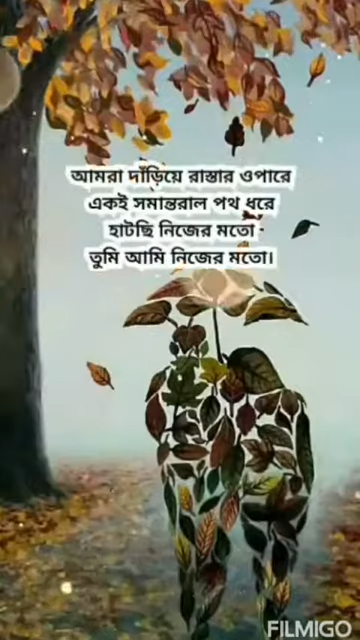 আমরা দাঁড়িয়ে রাস্তার ওপারে
একই সমান্তরাল পথ ধরে
হাটছি নিজের মতো
তুমি আমি নিজের মতো।
FILMIGO